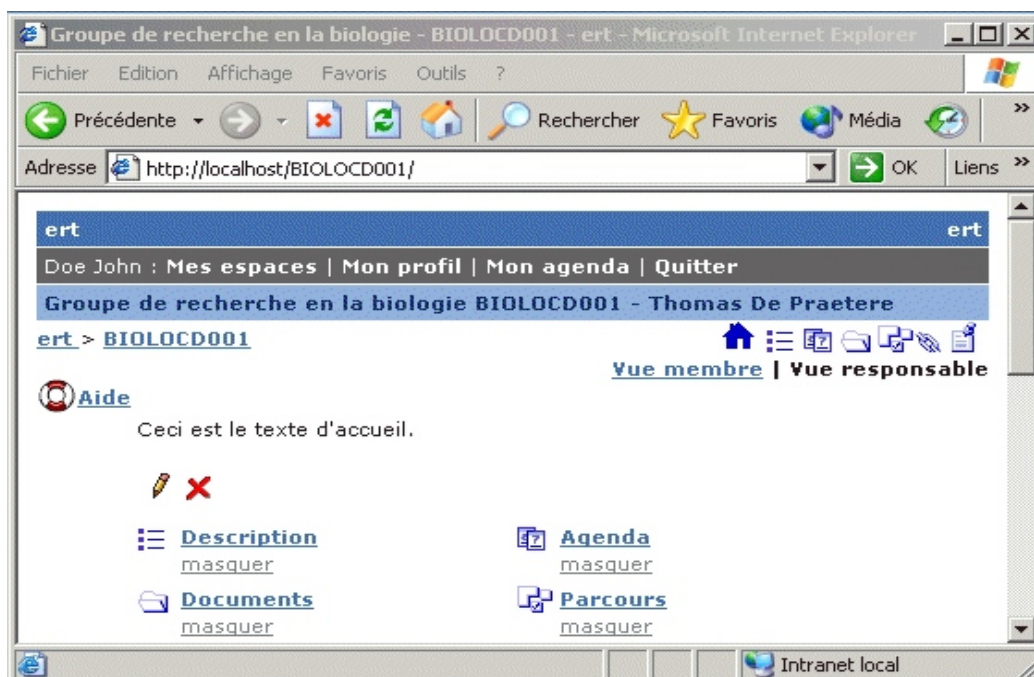 Groupe de recherche en la biologie - BIOLOCD001 - ert - Microsoft Internet Explorer
Fichier Edition Affichage Favoris Outils ?
Précédente Rechercher Favoris Média »
Adresse http://localhost/BIOLOCD001/ OK Liens »
ert ert
Doe John : Mes espaces | Mon profil | Mon agenda | Quitter
Groupe de recherche en la biologie BIOLOCD001 - Thomas De Praetere
ert > BIOLOCD001
Vue membre | Vue responsable
Aide
Ceci est le texte d'accueil.
Description Agenda
masquer masquer
Documents Parcours
masquer masquer
Intranet local